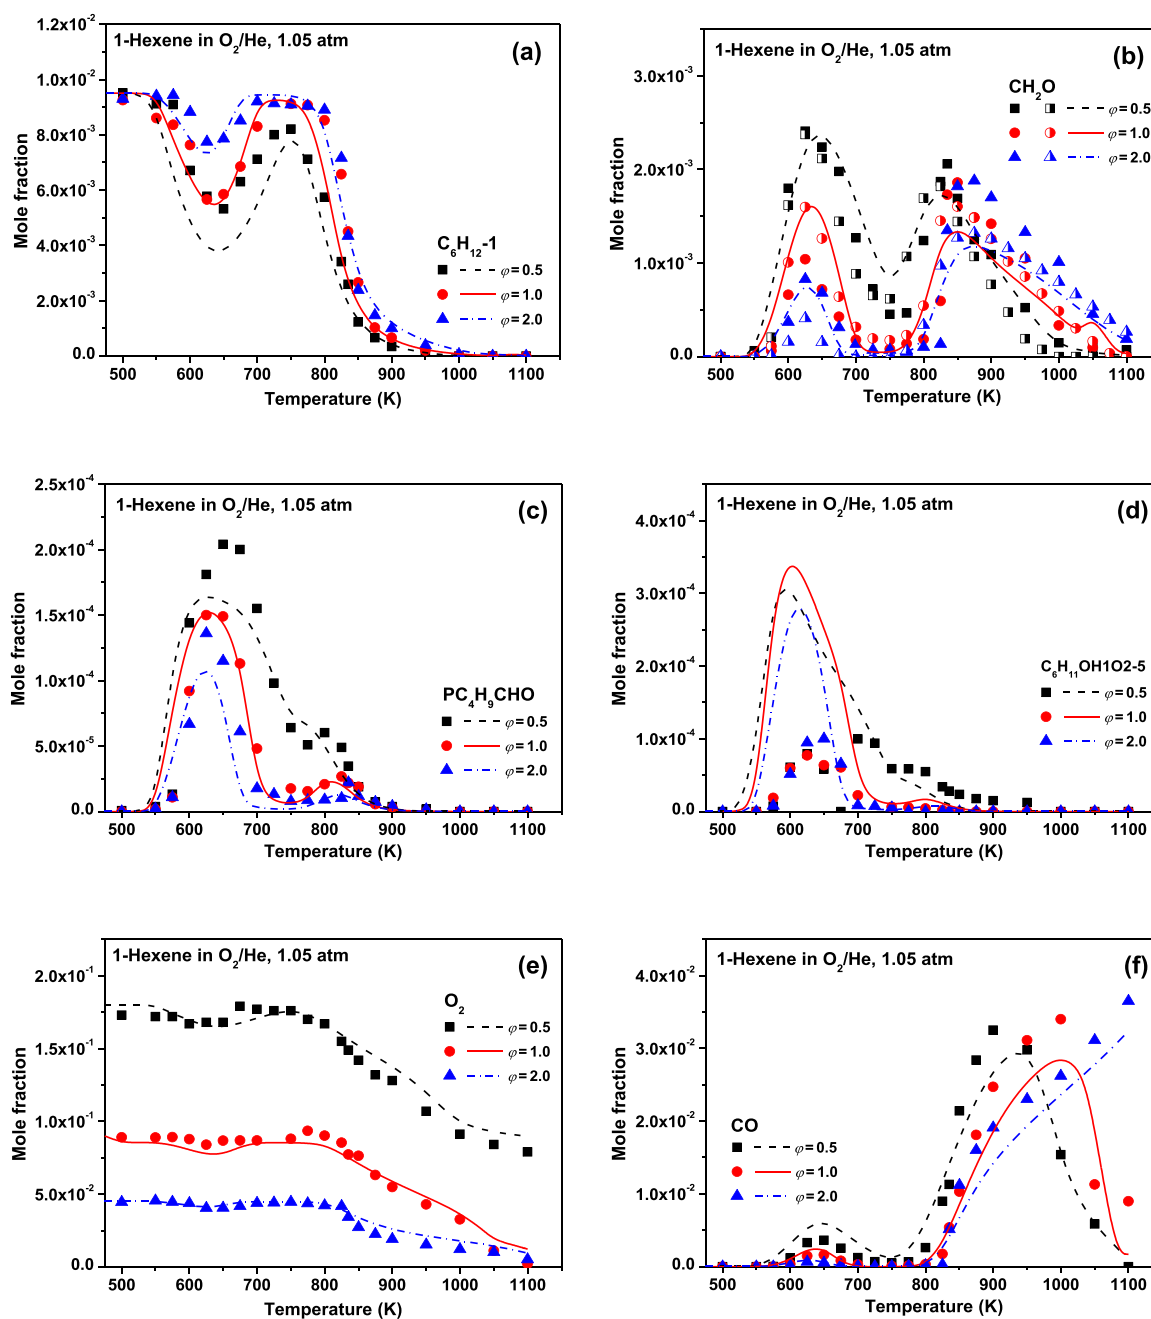 1-Hexene in O2/He, 1.05 atm
(a)
Mole fraction
1.2x10-2
1.0x10-2
8.0x10-3
6.0x10-3
4.0x10-3
2.0x10-3
0.0
C6H12-1
φ=0.5
φ=1.0
φ=2.0
500 600 700 800 900 1000 1100
Temperature (K)
1-Hexene in O2/He, 1.05 atm
(b)
Mole fraction
3.0x10-3
2.0x10-3
1.0x10-3
0.0
CH2O
φ=0.5
φ=1.0
φ=2.0
500 600 700 800 900 1000 1100
Temperature (K)
1-Hexene in O2/He, 1.05 atm
(c)
Mole fraction
2.5x10-4
2.0x10-4
1.5x10-4
1.0x10-4
5.0x10-5
0.0
PC4H9CHO
φ=0.5
φ=1.0
φ=2.0
500 600 700 800 900 1000 1100
Temperature (K)
1-Hexene in O2/He, 1.05 atm
(d)
Mole fraction
4.0x10-4
3.0x10-4
2.0x10-4
1.0x10-4
0.0
C6H11OH1O2-5
φ=0.5
φ=1.0
φ=2.0
500 600 700 800 900 1000 1100
Temperature (K)
1-Hexene in O2/He, 1.05 atm
(e)
Mole fraction
2.0x10-1
1.5x10-1
1.0x10-1
5.0x10-2
0.0
O2
φ=0.5
φ=1.0
φ=2.0
500 600 700 800 900 1000 1100
Temperature (K)
1-Hexene in O2/He, 1.05 atm
(f)
Mole fraction
4.0x10-2
3.0x10-2
2.0x10-2
1.0x10-2
0.0
CO
φ=0.5
φ=1.0
φ=2.0
500 600 700 800 900 1000 1100
Temperature (K)